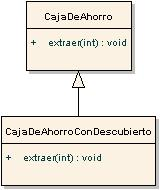 CajaDeAhorro
+ extraer(int) : void
CajaDeAhorroConDescubierto
+ extraer(int) : void